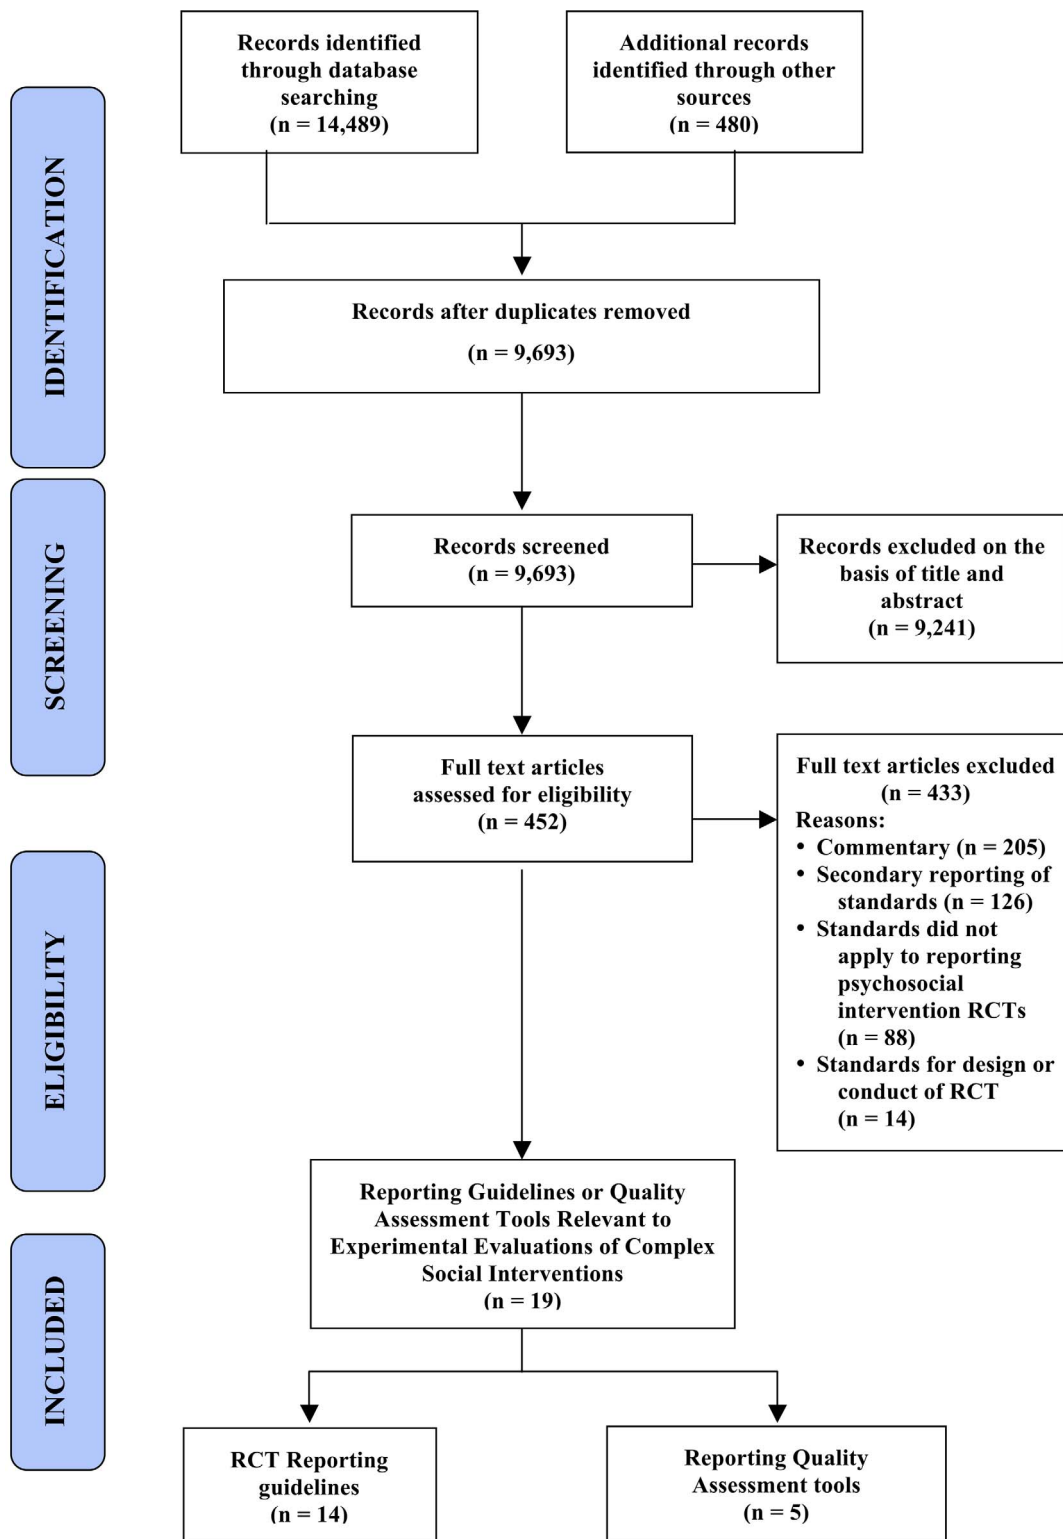 Records identified
through database
searching
(n = 14,489)
Additional records
identified through other
sources
(n = 480)
IDENTIFICATION
Records after duplicates removed
(n = 9,693)
SCREENING
Records screened
(n = 9,693)
Records excluded on the
basis of title and
abstract
(n = 9,241)
Full text articles
assessed for eligibility
(n = 452)
Full text articles excluded
(n = 433)
Reasons:
• Commentary (n = 205)
• Secondary reporting of
standards (n = 126)
• Standards did not
apply to reporting
psychosocial
intervention RCTs
(n = 88)
• Standards for design or
conduct of RCT
(n = 14)
ELIGIBILITY
Reporting Guidelines or Quality
Assessment Tools Relevant to
Experimental Evaluations of Complex
Social Interventions
(n = 19)
INCLUDED
RCT Reporting
guidelines
(n = 14)
Reporting Quality
Assessment tools
(n = 5)